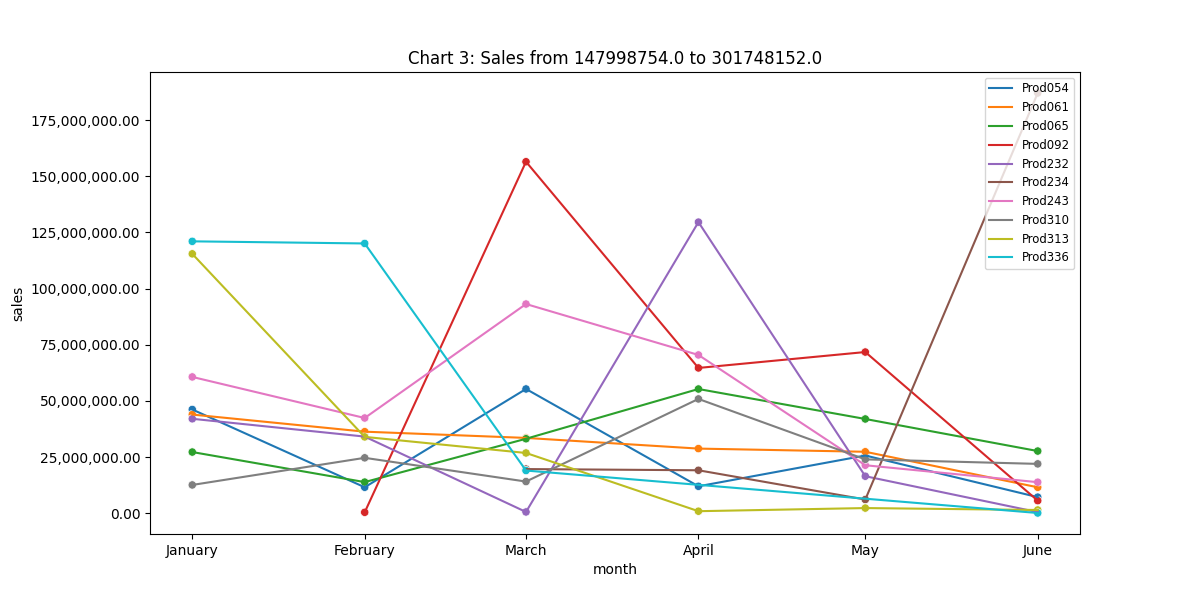 Chart 3: Sales from 147998754.0 to 301748152.0
175,000,000.00
150,000,000.00
125,000,000.00
100,000,000.00
75,000,000.00
50,000,000.00
25,000,000.00
0.00
sales
Prod054
Prod061
Prod065
Prod092
Prod232
Prod234
Prod243
Prod310
Prod313
Prod336
January
February
March
April
May
June
month